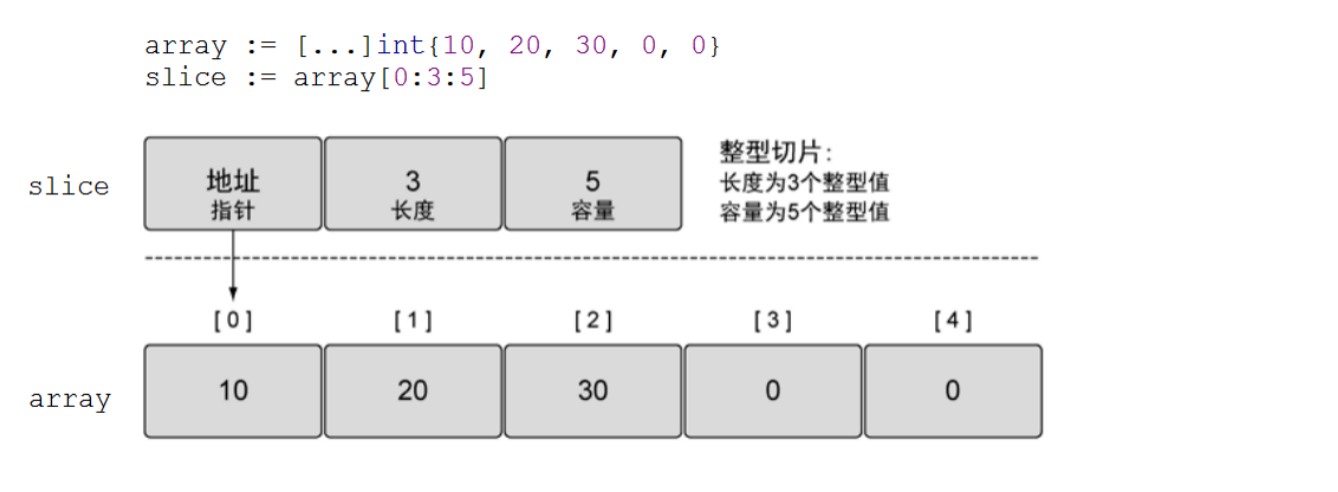 array := [...]int{10, 20, 30, 0, 0}
slice := array[0:3:5]
slice
地址
指针
3
长度
5
容量
整型切片:
长度为3个整型值
容量为5个整型值
[0] [1] [2] [3] [4]
array 10 20 30 0 0